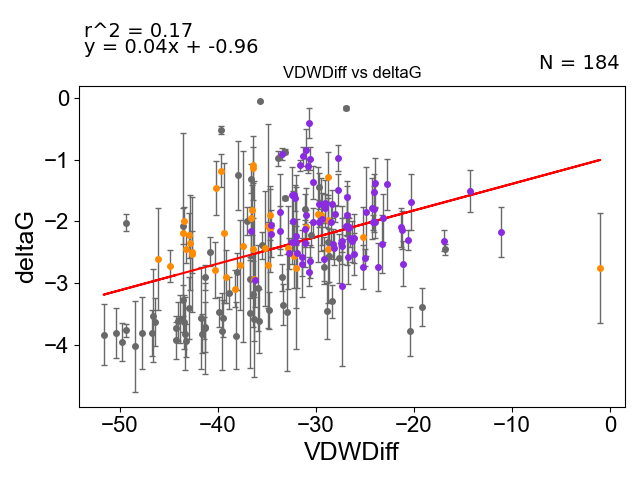 r^2 = 0.17
y = 0.04x + -0.96
N = 184
VDWDiff vs deltaG
deltaG
0
−1
−2
−3
−4
−50 −40 −30 −20 −10 0
VDWDiff